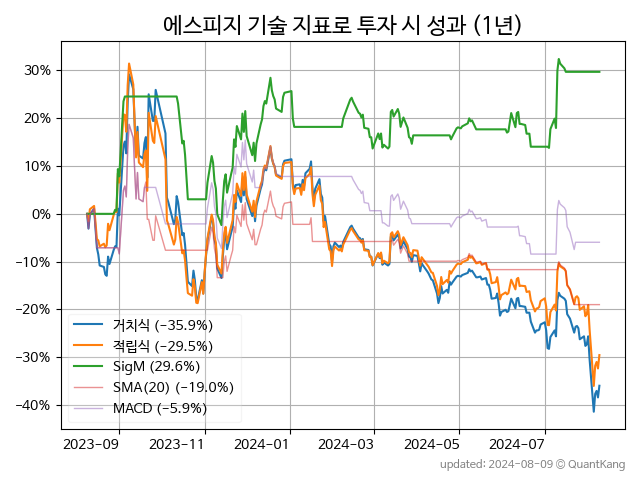 에스피지 기술 지표로 투자 시 성과 (1년)
30%
20%
10%
0%
−10%
−20%
−30%
−40%
거치식 (−35.9%)
적립식 (−29.5%)
SigM (29.6%)
SMA(20) (−19.0%)
MACD (−5.9%)
2023-09 2023-11 2024-01 2024-03 2024-05 2024-07
updated: 2024-08-09 © QuantKang